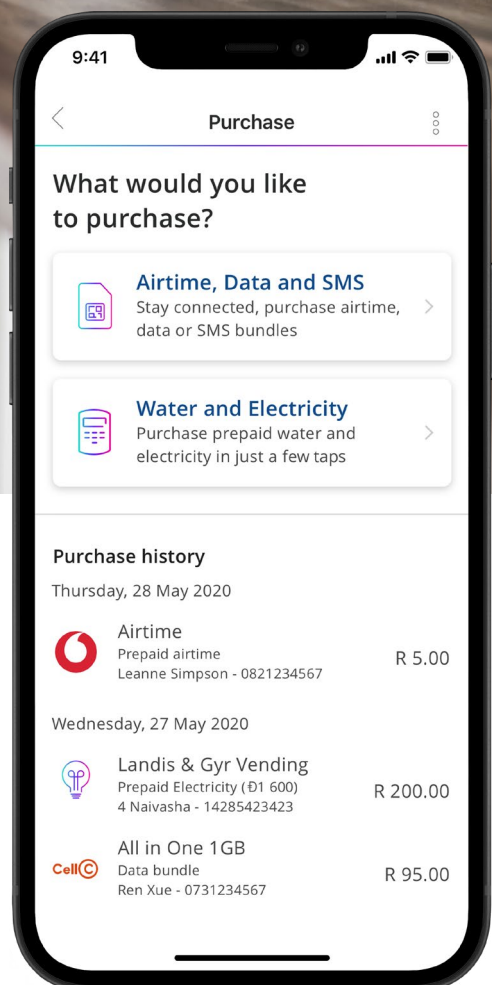 9:41
Purchase
What would you like
to purchase?
Airtime, Data and SMS
Stay connected, purchase airtime,
data or SMS bundles
Water and Electricity
Purchase prepaid water and
electricity in just a few taps
Purchase history
Thursday, 28 May 2020
Airtime
Prepaid airtime
Leanne Simpson - 0821234567
R 5.00
Wednesday, 27 May 2020
Landis & Gyr Vending
Prepaid Electricity (Đ1 600)
4 Naivasha - 14285423423
R 200.00
CellC
All in One 1GB
Data bundle
Ren Xue - 0731234567
R 95.00